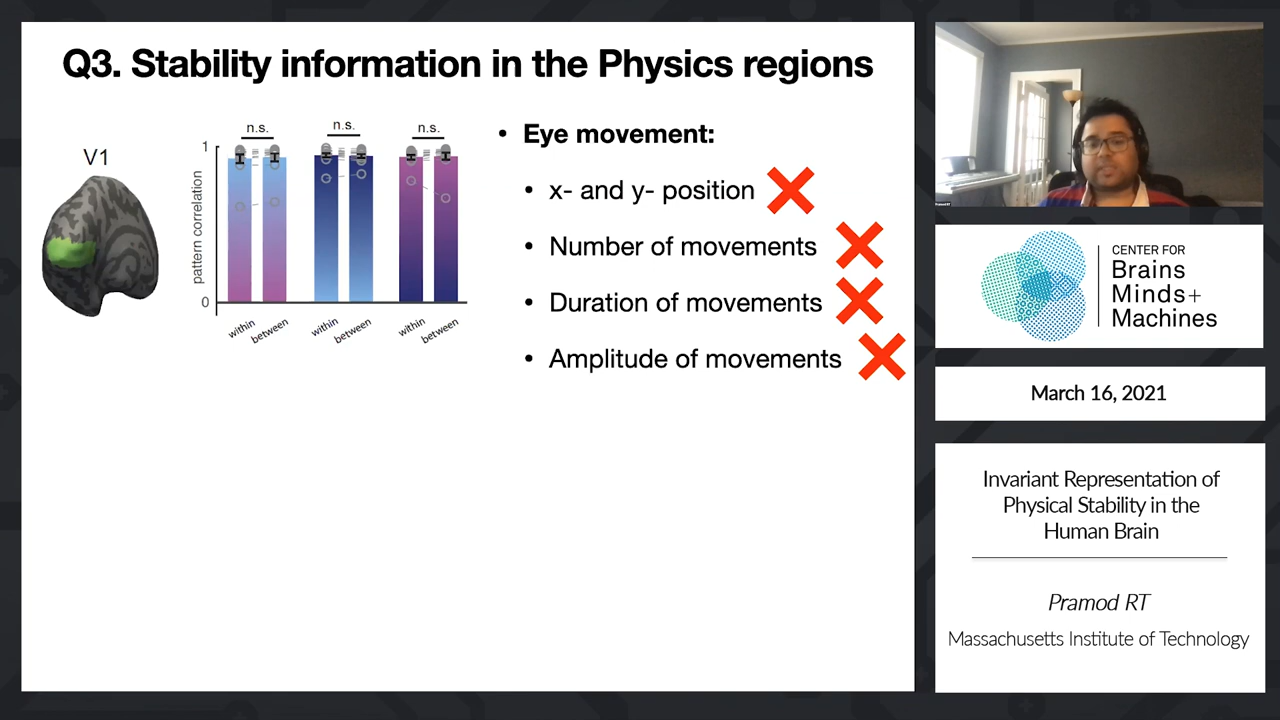 Q3. Stability information in the Physics regions
V1
pattern correlation
1
0
n.s.
n.s.
n.s.
within
between
within
between
within
between
• Eye movement:
• x- and y- position
• Number of movements
• Duration of movements
• Amplitude of movements
Pramod RT
CENTER FOR
Brains
Minds+
Machines
March 16, 2021
Invariant Representation of
Physical Stability in the
Human Brain
Pramod RT
Massachusetts Institute of Technology